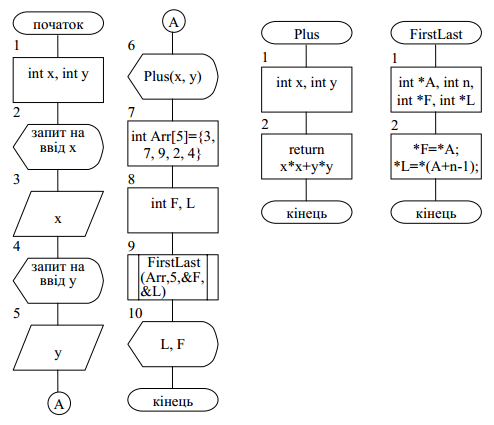 початок
1
int x, int y
2
запит на
ввід x
3
x
4
запит на
ввід y
5
y
A
A
6
Plus(x, y)
7
int Arr[5]={3,
7, 9, 2, 4}
8
int F, L
9
FirstLast
(Arr,5,&F,
&L)
10
L, F
кінець
Plus
1
int x, int y
2
return
x*x+y*y
кінець
FirstLast
1
int *A, int n,
int *F, int *L
2
*F=*A;
*L=*(A+n-1);
кінець